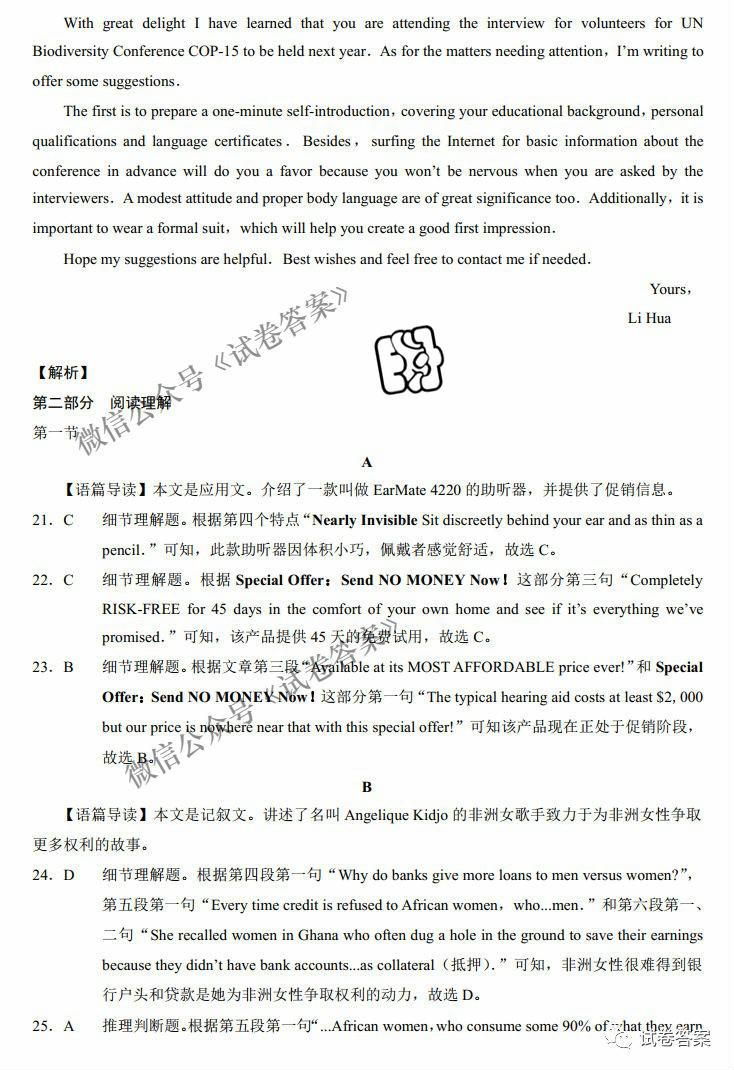 With great delight I have learned that you are attending the interview for volunteers for UN
Biodiversity Conference COP-15 to be held next year．As for the matters needing attention，I’m writing to
offer some suggestions．
The first is to prepare a one-minute self-introduction，covering your educational background，personal
qualifications and language certificates．Besides，surfing the Internet for basic information about the
conference in advance will do you a favor because you won’t be nervous when you are asked by the
interviewers．A modest attitude and proper body language are of great significance too．Additionally，it is
important to wear a formal suit，which will help you create a good first impression．
Hope my suggestions are helpful．Best wishes and feel free to contact me if needed．
Yours，
Li Hua
微信公众号《试卷答案》
【解析】
第二部分 阅读理解
第一节
A
【语篇导读】本文是应用文。介绍了一款叫做 EarMate 4220 的助听器，并提供了促销信息。
21．C 细节理解题。根据第四个特点“Nearly Invisible Sit discreetly behind your ear and as thin as a
pencil．”可知，此款助听器因体积小巧，佩戴者感觉舒适，故选 C。
22．C 细节理解题。根据 Special Offer：Send NO MONEY Now！这部分第三句“Completely
RISK-FREE for 45 days in the comfort of your own home and see if it’s everything we’ve
promised．”可知，该产品提供 45 天的免费试用，故选 C。
23．B 细节理解题。根据文章第三段“Available at its MOST AFFORDABLE price ever!”和 Special
Offer：Send NO MONEY Now！这部分第一句“The typical hearing aid costs at least $2, 000
but our price is nowhere near that with this special offer!”可知该产品现在正处于促销阶段，
故选 B。
微信公众号《试卷答案》
B
【语篇导读】本文是记叙文。讲述了名叫 Angelique Kidjo 的非洲女歌手致力于为非洲女性争取
更多权利的故事。
24．D 细节理解题。根据第四段第一句“Why do banks give more loans to men versus women?”，
第五段第一句“Every time credit is refused to African women，who...men．”和第六段第一、
二句“She recalled women in Ghana who often dug a hole in the ground to save their earnings
because they didn’t have bank accounts...as collateral（抵押）．”可知，非洲女性很难得到银
行户头和贷款是她为非洲女性争取权利的动力，故选 D。
25．A 推理判断题。根据第五段第一句“...African women，who consume some 90% of what they earn
试卷答案